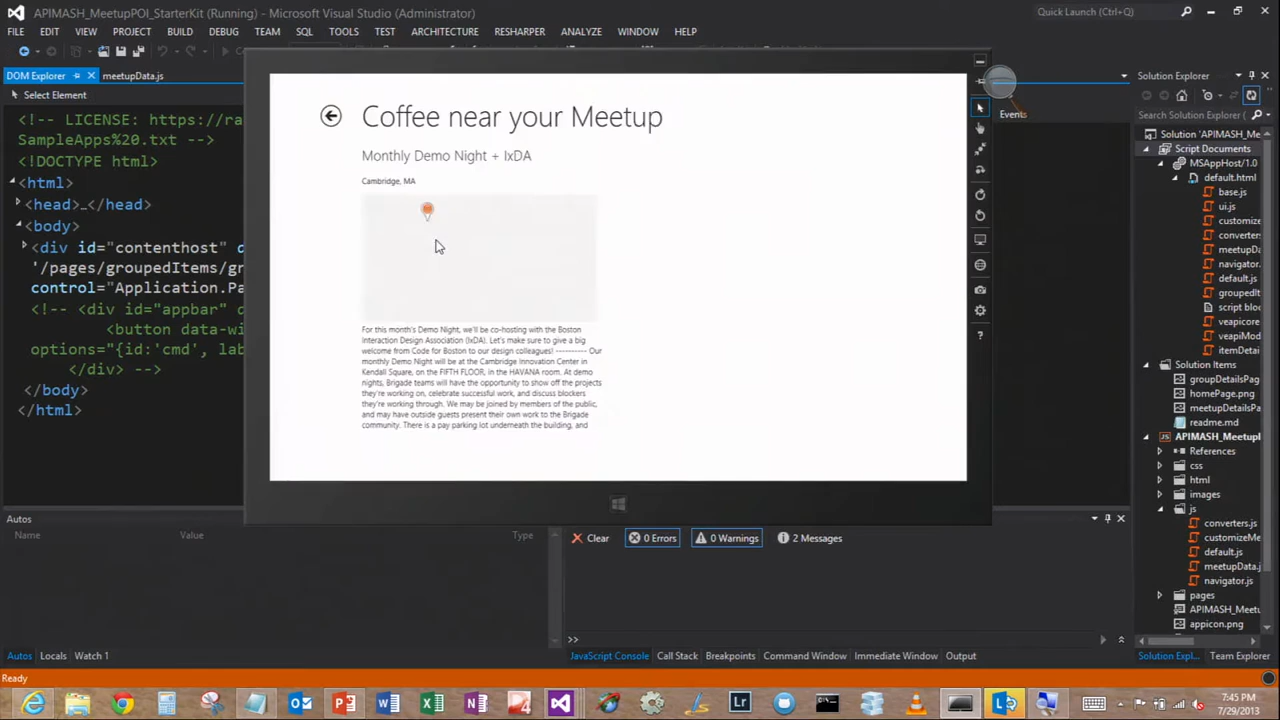 APIMASH_MeetupPOI_StarterKit (Running) - Microsoft Visual Studio (Administrator)
Quick Launch (Ctrl+Q)
FILE EDIT VIEW PROJECT BUILD DEBUG TEAM SQL TOOLS TEST ARCHITECTURE RESHARPER ANALYZE WINDOW HELP
DOM Explorer
meetupData.js
Select Element
<!-- LICENSE: https://ra
SampleApps%20.txt -->
<!DOCTYPE html>
<html>
<head>…</head>
<body>
<div id="contenthost" d
'/pages/groupedItems/gr
control="Application.Pa
<!-- <div id="appbar"
<button data-wi
options="{id:'cmd', lab
</div> -->
</body>
</html>
Coffee near your Meetup
Monthly Demo Night + IxDA
Cambridge, MA
For this month's Demo Night, we'll be co-hosting with the Boston
Interaction Design Association (IxDA). Let's make sure to give a big
welcome from Code for Boston to our design colleagues! ---------- Our
monthly Demo Night will be at the Cambridge Innovation Center in
Kendall Square, on the FIFTH FLOOR, in the HAVANA room. At demo
nights, Brigade teams will have the opportunity to show off the projects
they're working on, celebrate successful work, and discuss blockers
they're working through. We may be joined by members of the public,
and may have outside guests present their own work to the Brigade
community. There is a pay parking lot underneath the building, and
Events
Solution Explorer
Search Solution Explorer
Solution 'APIMASH_Me
Script Documents
MSAppHost/1.0
default.html
base.js
ui.js
customize
converter
meetupDa
navigator.
default.js
groupedIt
script bloc
veapicore
veapimod
itemDetai
Solution Items
groupDetailsPag
homePage.png
meetupDetailsPa
readme.md
APIMASH_Meetupl
References
css
html
images
js
converters.js
customizeMe
default.js
meetupData.j
navigator.js
pages
APIMASH_Meetu
appicon.png
Autos
Name Value Type
Clear 0 Errors 0 Warnings 2 Messages
>>
Autos Locals Watch 1
JavaScript Console Call Stack Breakpoints Command Window Immediate Window Output
Solution Expl... Team Explorer
Ready
7:45 PM
7/29/2013